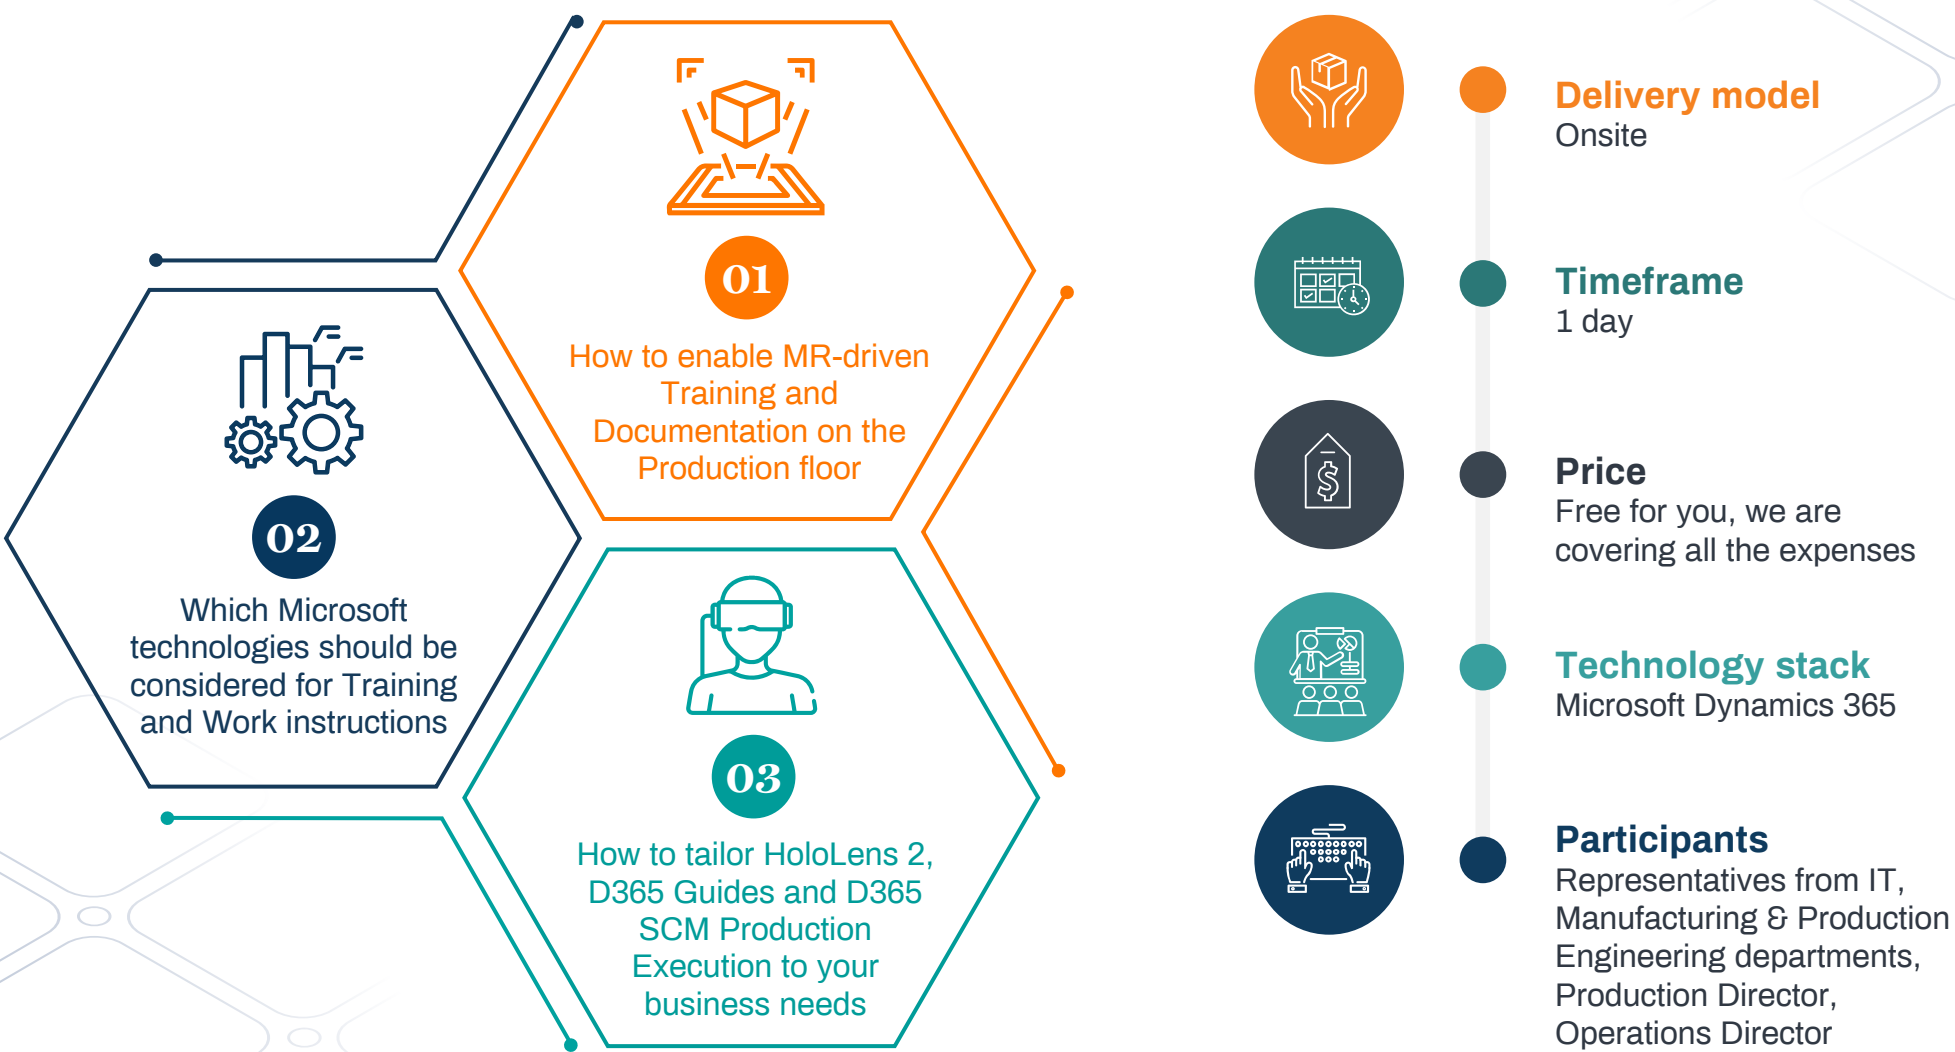 01
How to enable MR-driven
Training and
Documentation on the
Production floor
02
Which Microsoft
technologies should be
considered for Training
and Work instructions
03
How to tailor HoloLens 2,
D365 Guides and D365
SCM Production
Execution to your
business needs
Delivery model
Onsite
Timeframe
1 day
Price
Free for you, we are
covering all the expenses
Technology stack
Microsoft Dynamics 365
Participants
Representatives from IT,
Manufacturing & Production
Engineering departments,
Production Director,
Operations Director